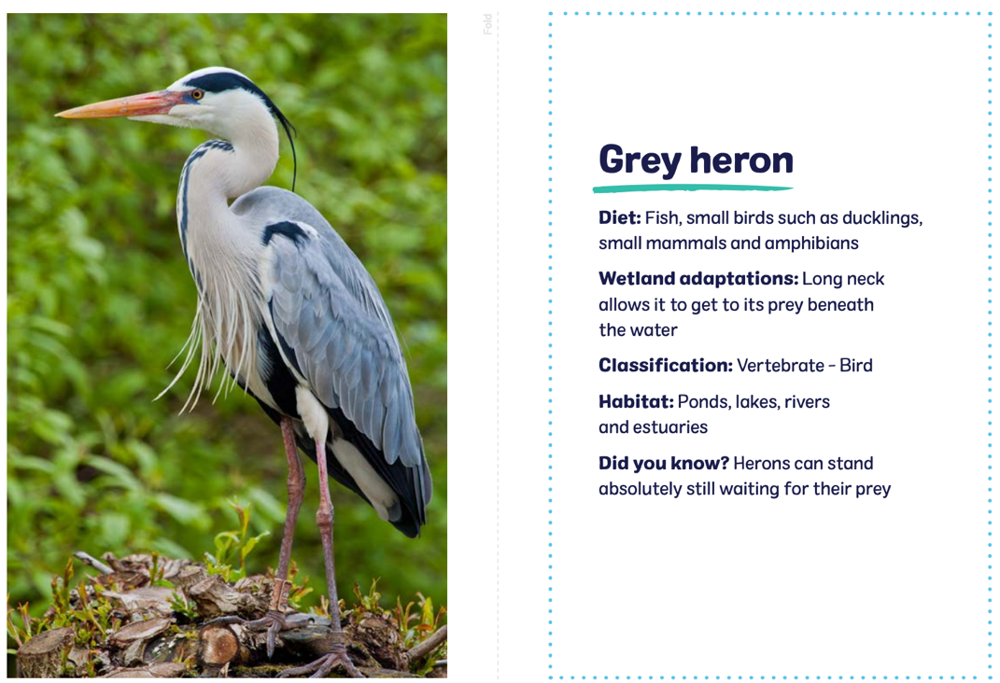 Fold
Grey heron
Diet: Fish, small birds such as ducklings,
small mammals and amphibians
Wetland adaptations: Long neck
allows it to get to its prey beneath
the water
Classification: Vertebrate - Bird
Habitat: Ponds, lakes, rivers
and estuaries
Did you know? Herons can stand
absolutely still waiting for their prey